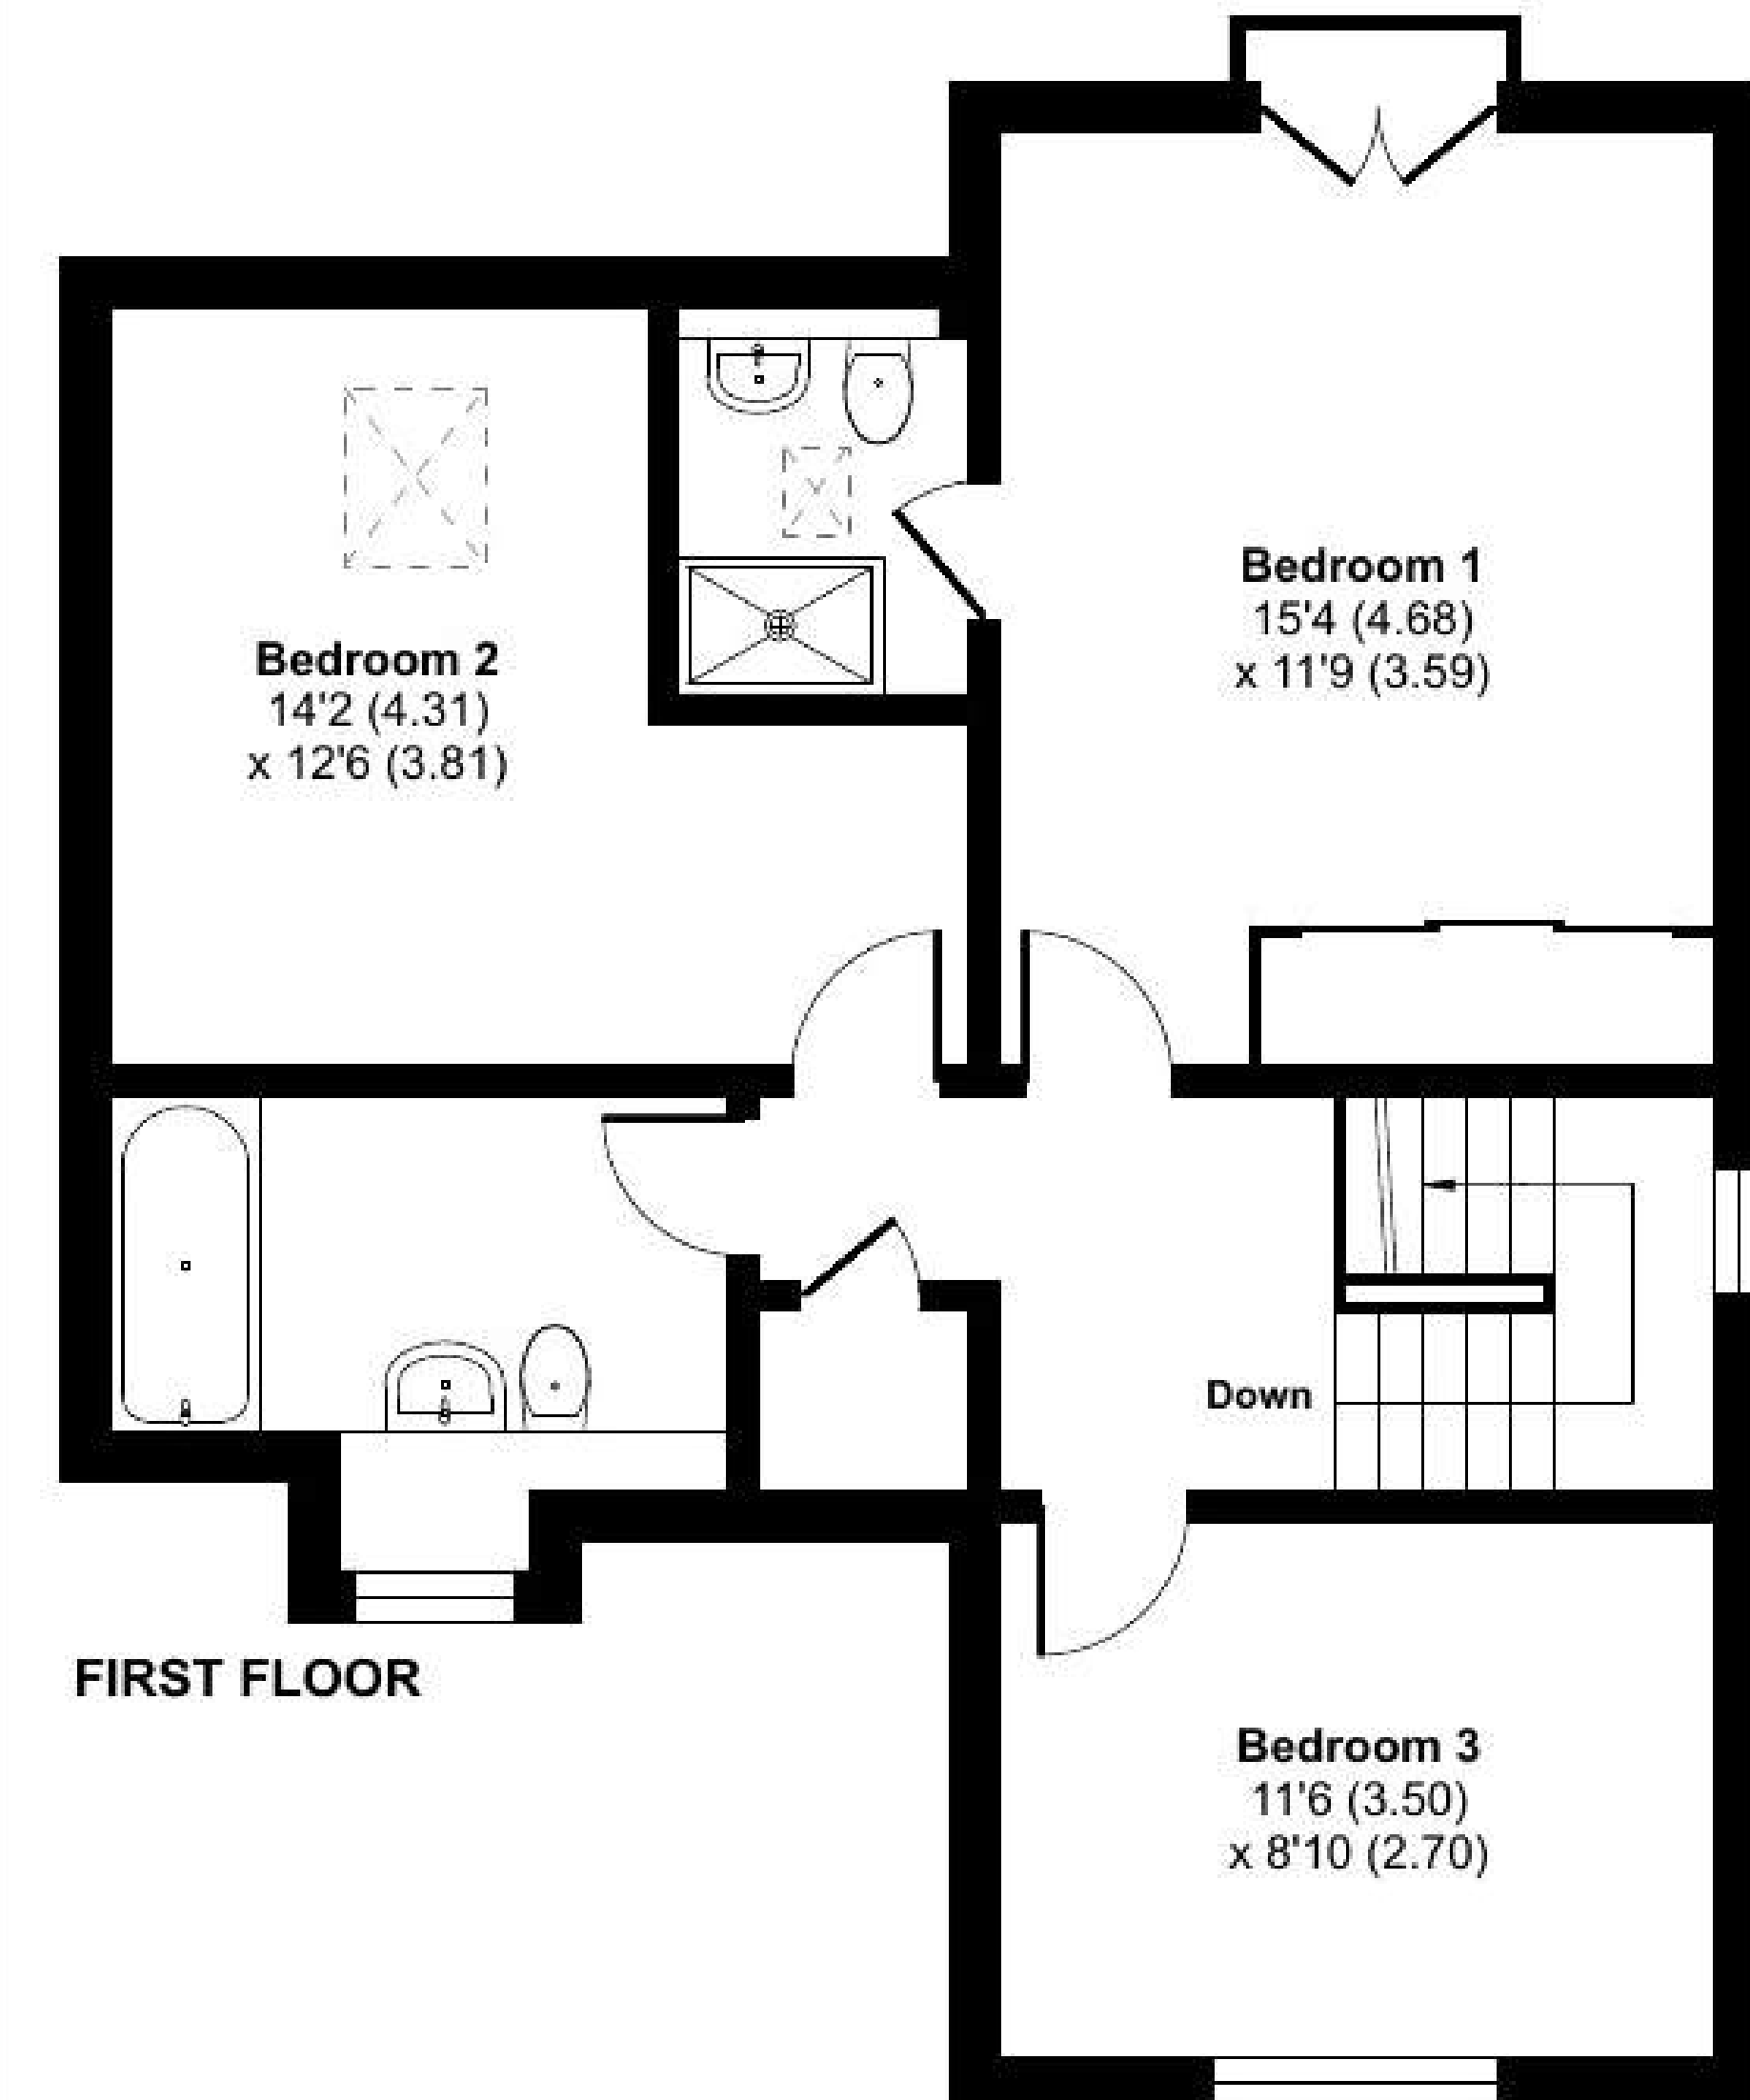 Bedroom 1
15'4 (4.68)
x 11'9 (3.59)
Bedroom 2
14'2 (4.31)
x 12'6 (3.81)
Down
FIRST FLOOR
Bedroom 3
11'6 (3.50)
x 8'10 (2.70)